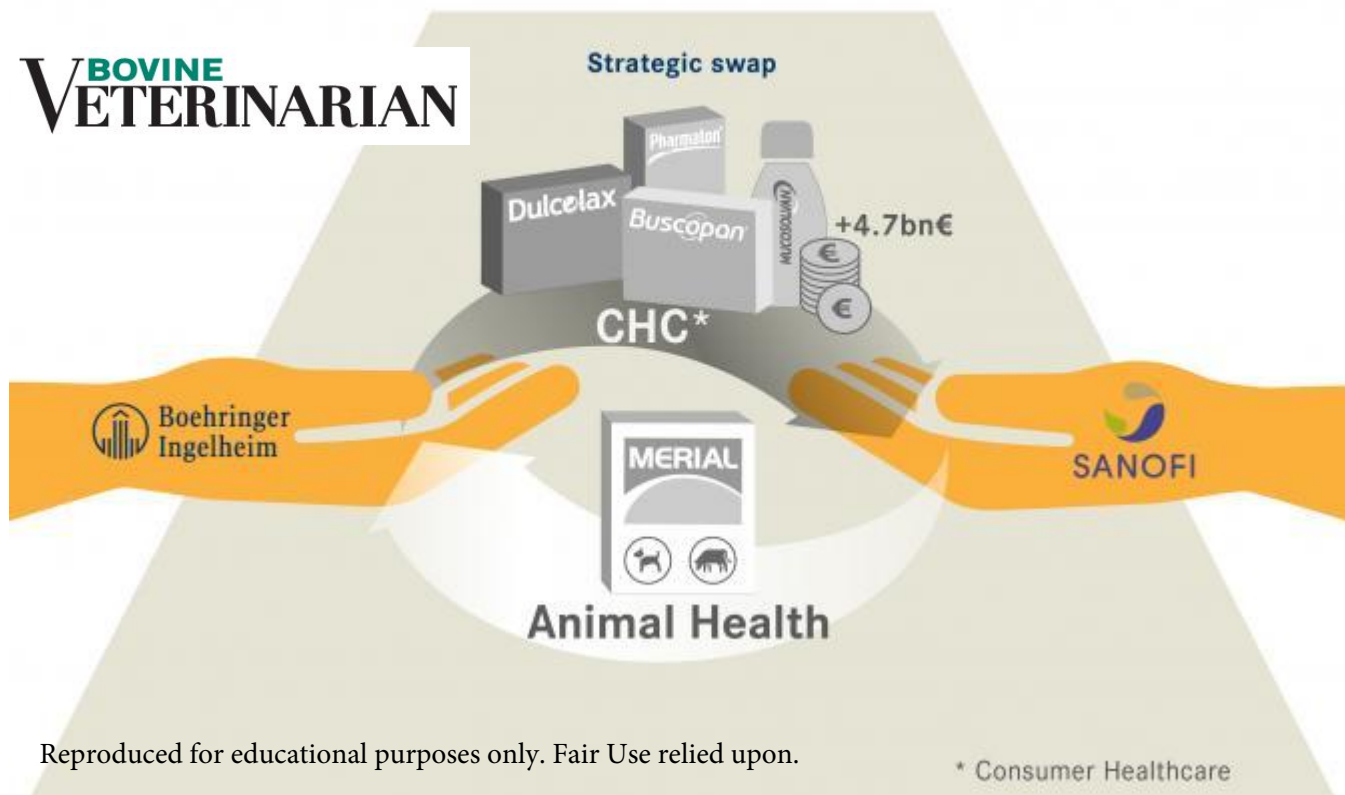 BOVINE
VETERINARIAN
Strategic swap
Pharmaton
Dulcolax
Buscopan
MUCOSOLVAN
+4.7bn€
€
€
CHC*
Boehringer
Ingelheim
SANOFI
MERIAL
Animal Health
Reproduced for educational purposes only. Fair Use relied upon.
* Consumer Healthcare